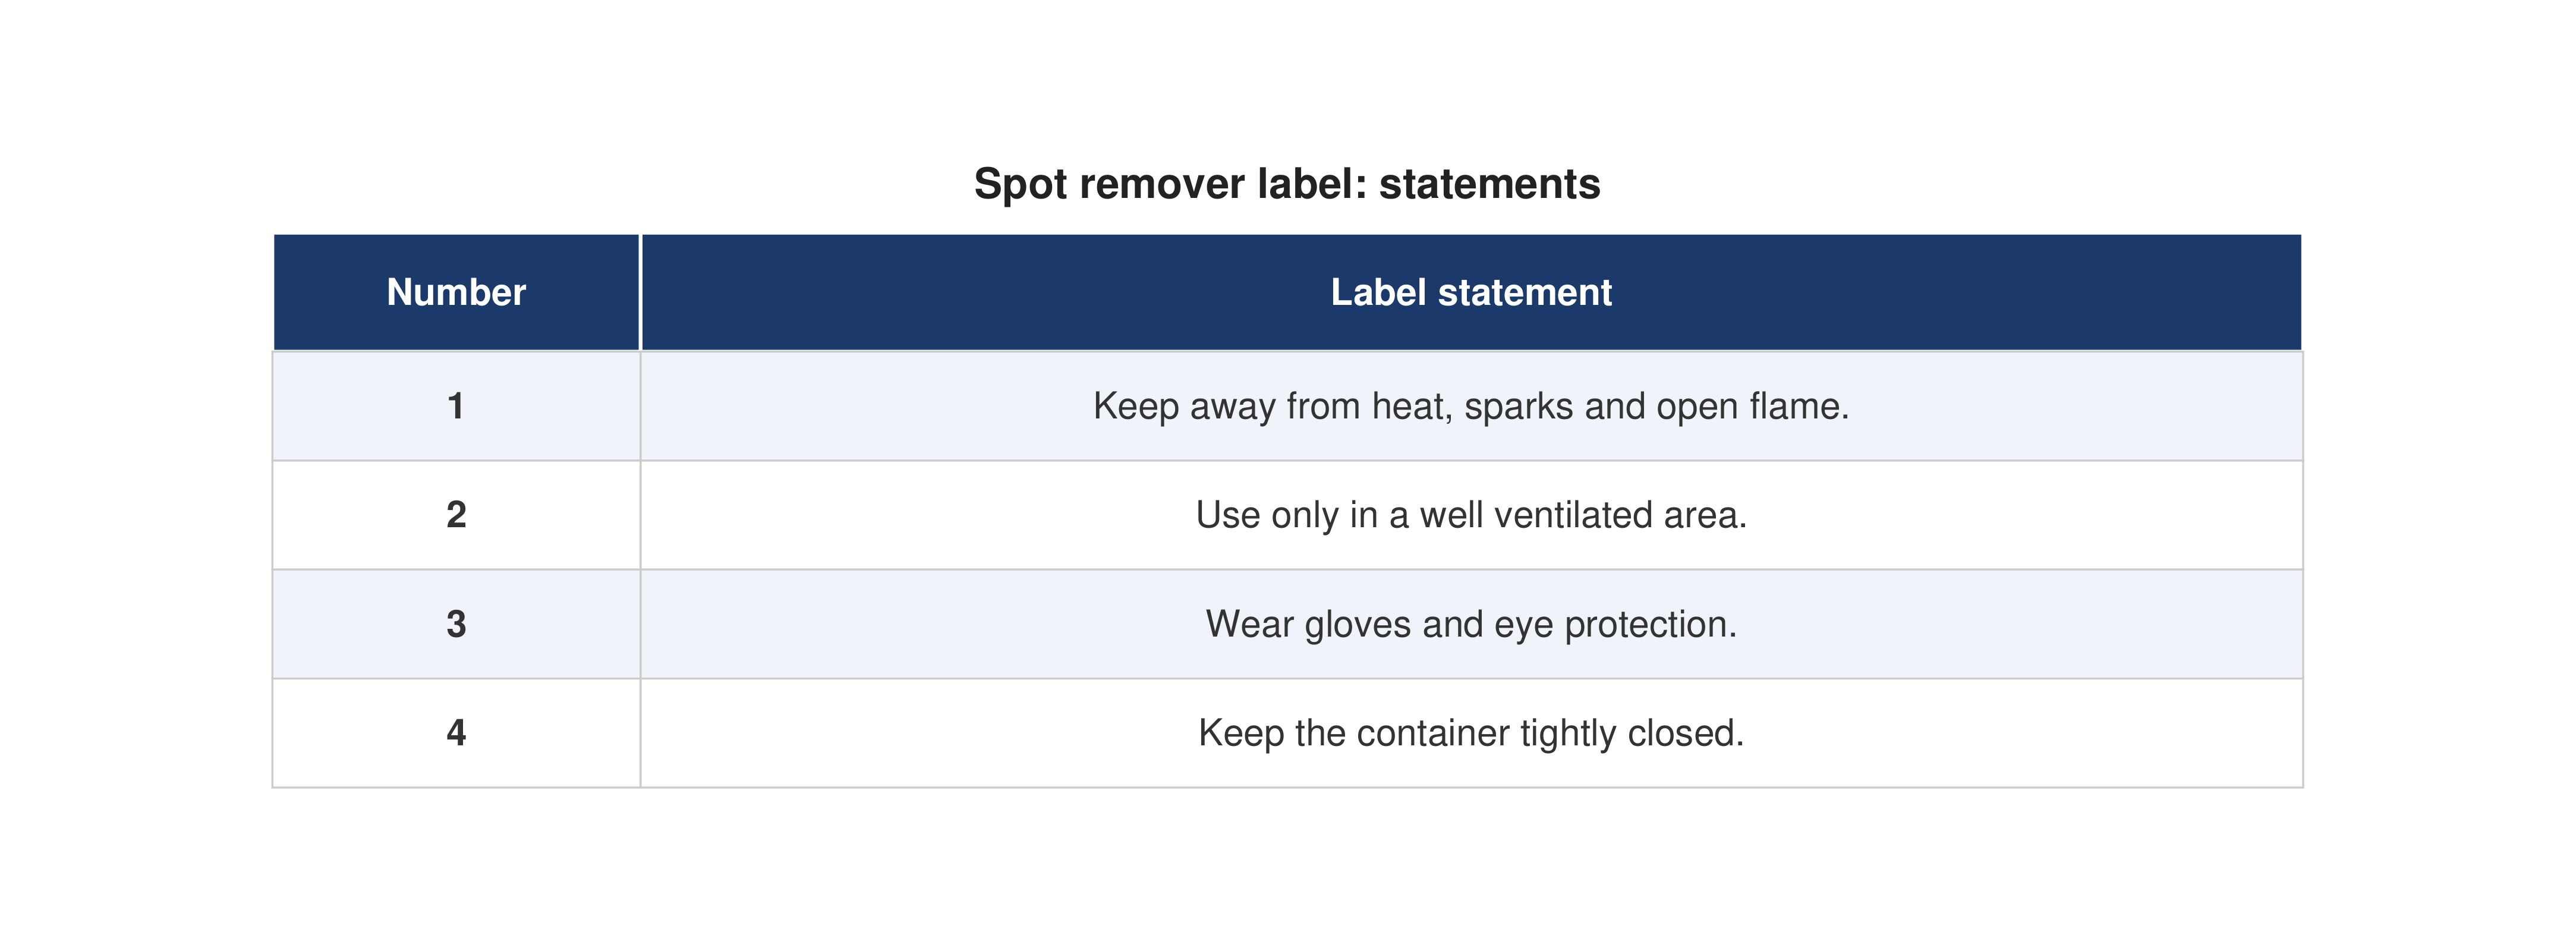 Spot remover label: statements
Number Label statement
1 Keep away from heat, sparks and open flame.
2 Use only in a well ventilated area.
3 Wear gloves and eye protection.
4 Keep the container tightly closed.